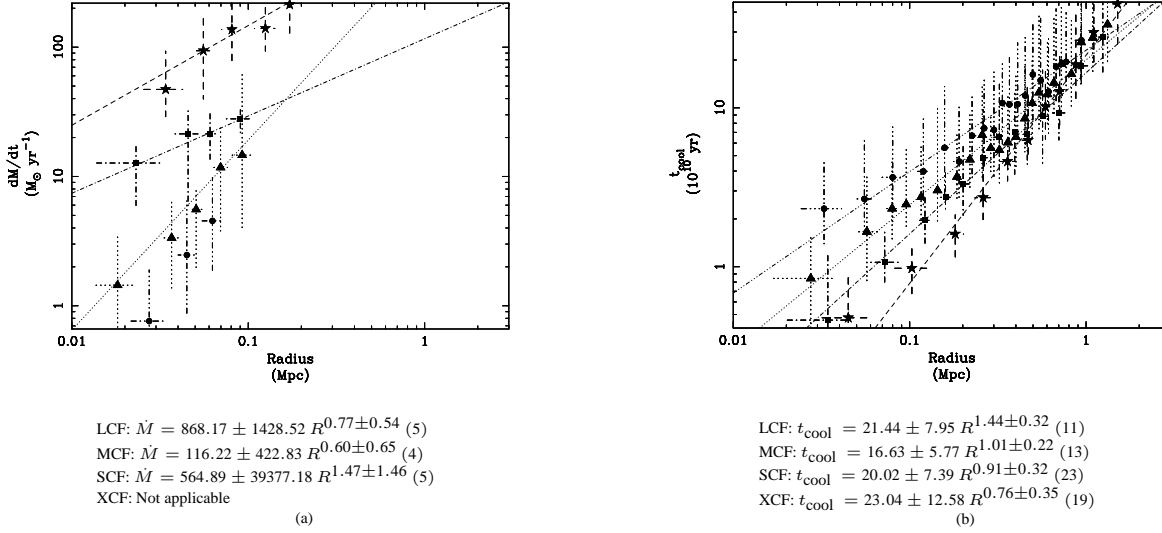 100
10
1
dM/dt
(M⊙ yr⁻¹)
0.01
0.1
1
Radius
(Mpc)
LCF: Ṁ = 868.17 ± 1428.52 R^0.77±0.54 (5)
MCF: Ṁ = 116.22 ± 422.83 R^0.60±0.65 (4)
SCF: Ṁ = 564.89 ± 39377.18 R^1.47±1.46 (5)
XCF: Not applicable
(a)
10
1
t_cool
(10^10 yr)
0.01
0.1
1
Radius
(Mpc)
LCF: t_cool = 21.44 ± 7.95 R^1.44±0.32 (11)
MCF: t_cool = 16.63 ± 5.77 R^1.01±0.22 (13)
SCF: t_cool = 20.02 ± 7.39 R^0.91±0.32 (23)
XCF: t_cool = 23.04 ± 12.58 R^0.76±0.35 (19)
(b)